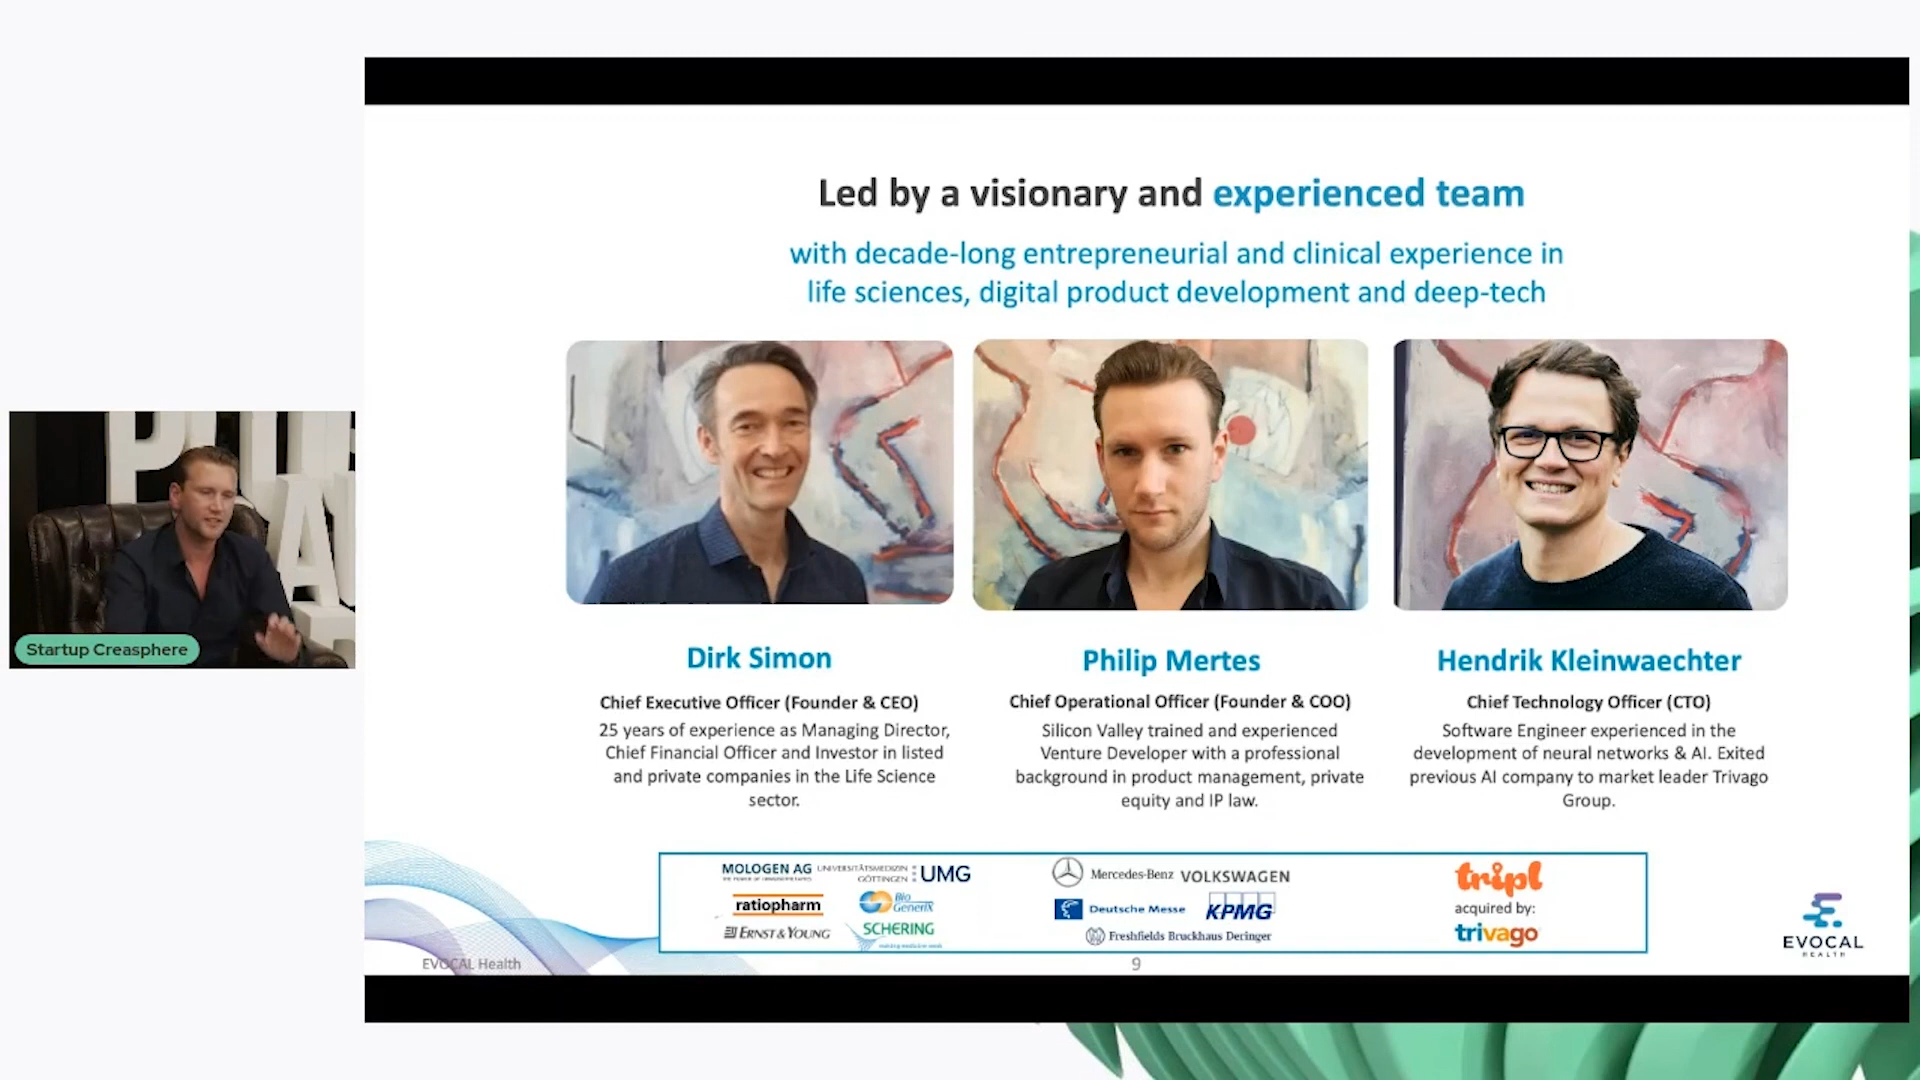 Led by a visionary and experienced team
with decade-long entrepreneurial and clinical experience in
life sciences, digital product development and deep-tech
Startup Creasphere
Dirk Simon
Chief Executive Officer (Founder & CEO)
25 years of experience as Managing Director,
Chief Financial Officer and Investor in listed
and private companies in the Life Science
sector.
Philip Mertes
Chief Operational Officer (Founder & COO)
Silicon Valley trained and experienced
Venture Developer with a professional
background in product management, private
equity and IP law.
Hendrik Kleinwaechter
Chief Technology Officer (CTO)
Software Engineer experienced in the
development of neural networks & AI. Exited
previous AI company to market leader Trivago
Group.
MOLOGEN AG
UNIVERSITÄTSMEDIZIN
GÖTTINGEN
UMG
ratiopharm
Bio
GeneriX
ERNST & YOUNG
SCHERING
making medicine work
Mercedes-Benz
VOLKSWAGEN
Deutsche Messe
KPMG
Freshfields Bruckhaus Deringer
tripl
acquired by:
trivago
EVOCAL
HEALTH
EVOCAL Health
9